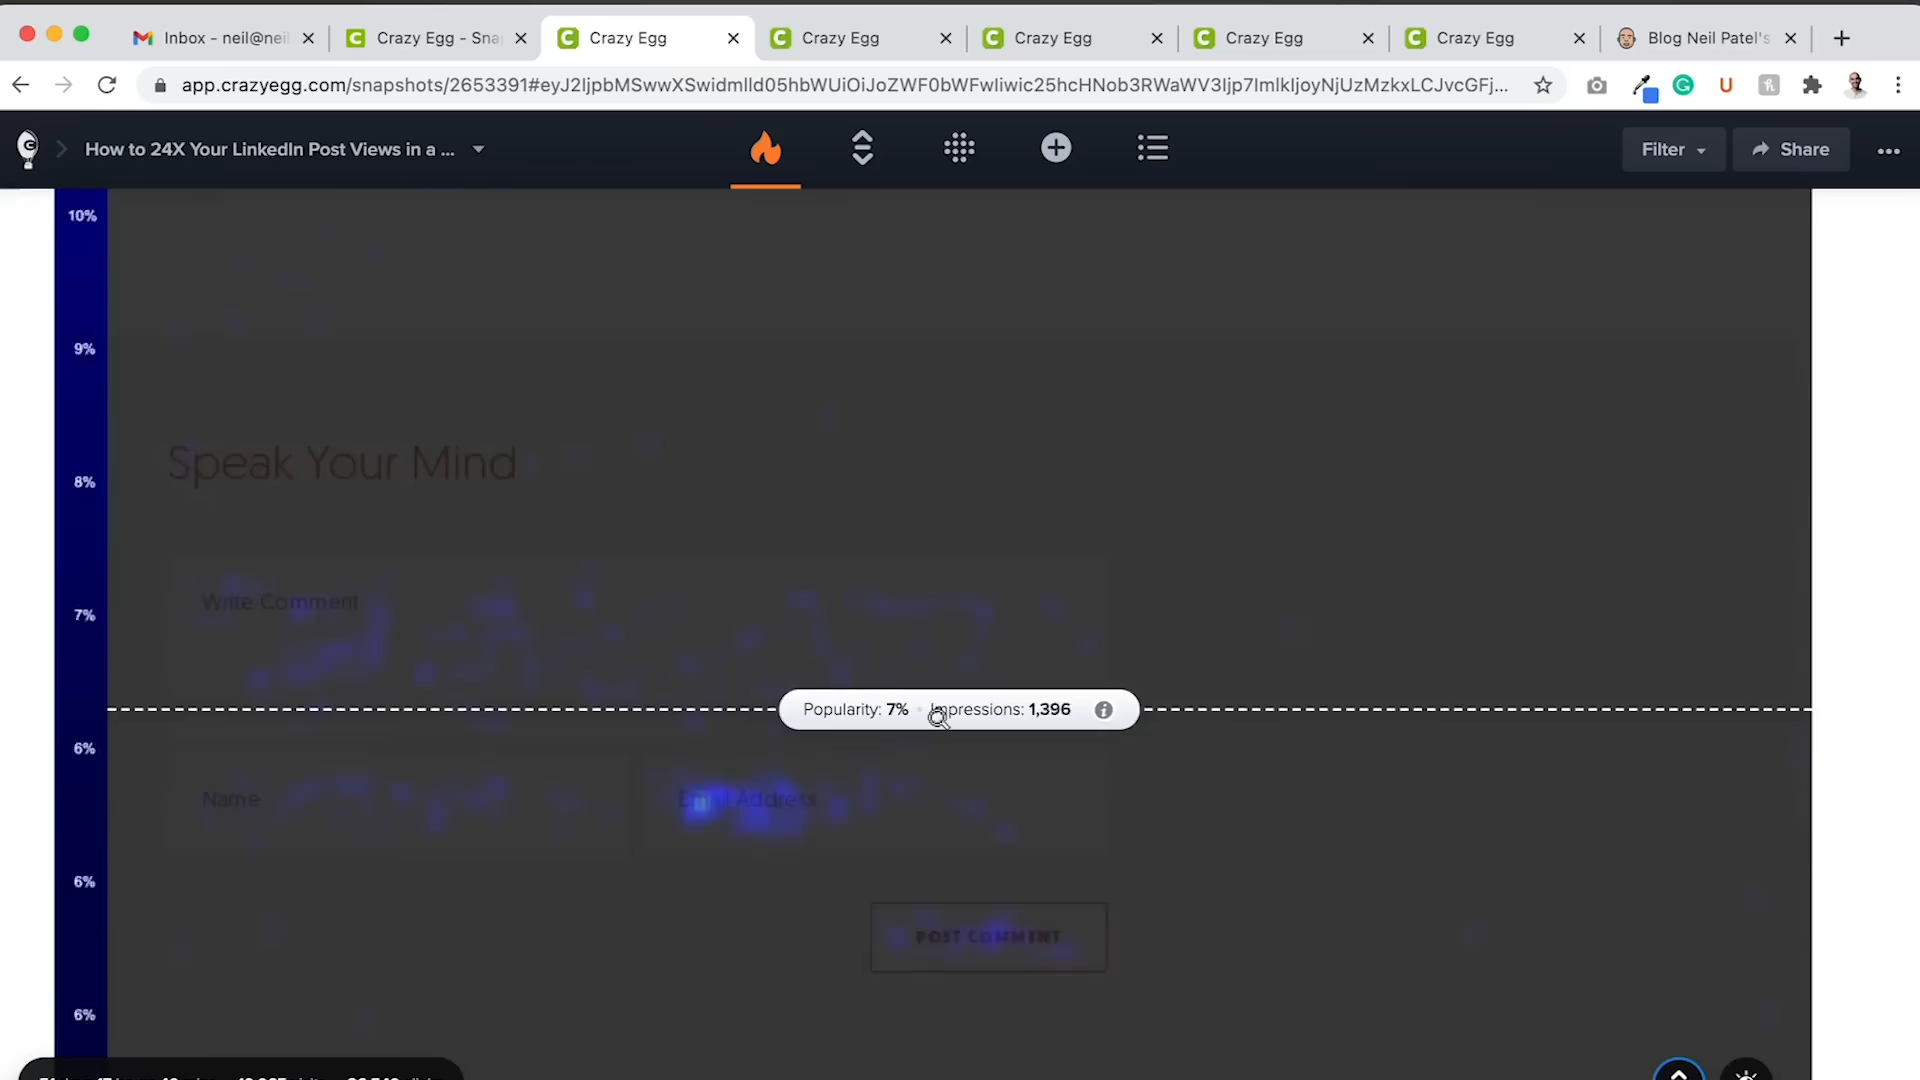 Inbox - neil@neil
Crazy Egg - Sna
Crazy Egg
Crazy Egg
Crazy Egg
Crazy Egg
Crazy Egg
Blog Neil Patel's
app.crazyegg.com/snapshots/2653391#eyJ2IjpbMSwwXSwidmlld05hbWUiOiJoZWF0bWFwIiwic25hcHNob3RWaWV3Ijp7ImlkIjoyNjUzMzkxLCJvcGFj...
How to 24X Your LinkedIn Post Views in a ...
Filter
Share
10%
9%
Speak Your Mind
8%
Write Comment
7%
Popularity: 7% Impressions: 1,396
6%
Name
Email Address
6%
POST COMMENT
6%